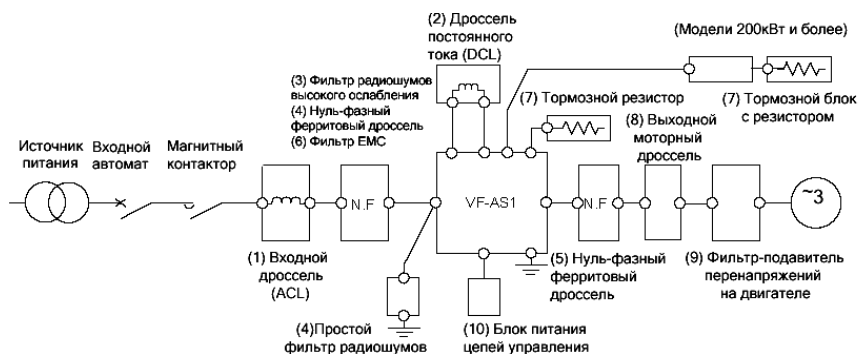 (2) Дроссель
постоянного
тока (DCL)
(Модели 200кВт и более)
(3) Фильтр радиошумов
высокого ослабления
(4) Нуль-фазный
ферритовый дроссель
(6) Фильтр EMC
(7) Тормозной резистор
(7) Тормозной блок
с резистором
(8) Выходной
моторный
дроссель
Источник
питания
Входной
автомат
Магнитный
контактор
N.F
VF-AS1
N.F
~3
(1) Входной
дроссель
(ACL)
(5) Нуль-фазный
ферритовый
дроссель
(9) Фильтр-подавитель
перенапряжений
на двигателе
(4)Простой
фильтр радиошумов
(10) Блок питания
цепей управления